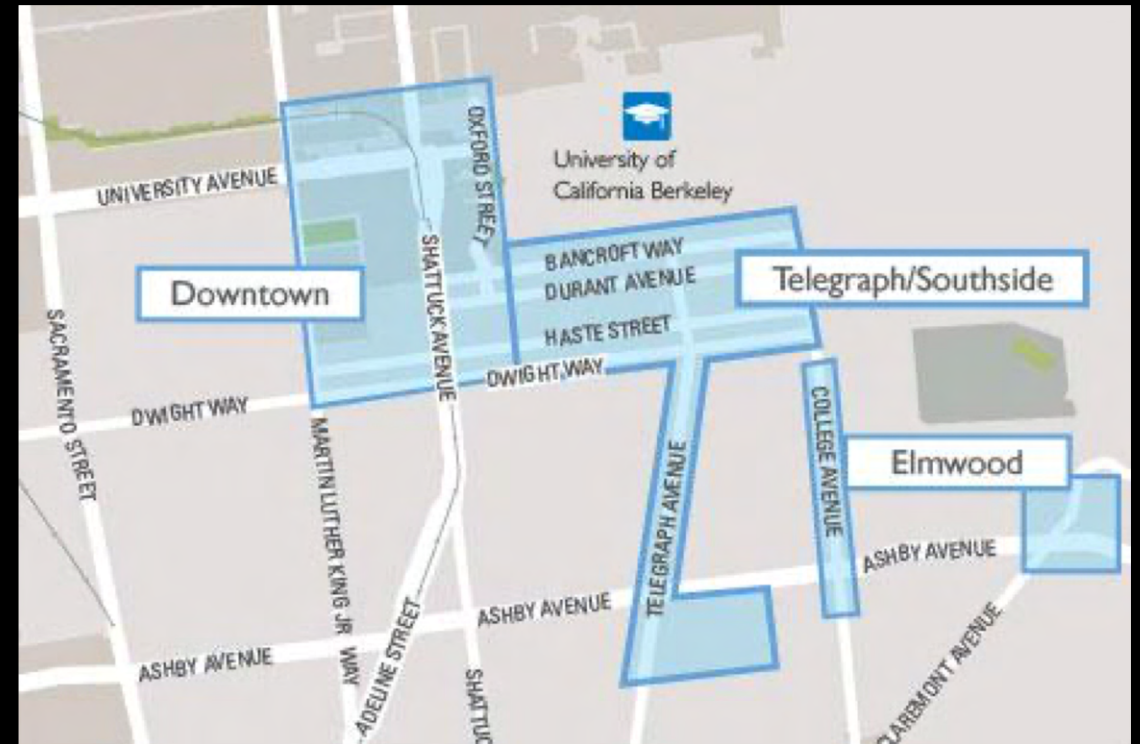 OXFORD STREET
University of
California Berkeley
UNIVERSITY AVENUE
BANCROFT WAY
DURANT AVENUE
Telegraph/Southside
Downtown
SHATTUCK AVENUE
HASTE STREET
SACRAMENTO STREET
DWIGHT WAY
DWIGHT WAY
COLLEGE AVENUE
Elmwood
MARTIN LUTHER KING JR WAY
TELEGRAPH AVENUE
ASHBY AVENUE
ASHBY AVENUE
ASHBY AVENUE
ADELINE STREET
SHATTUC
CLAREMONT AVENUE